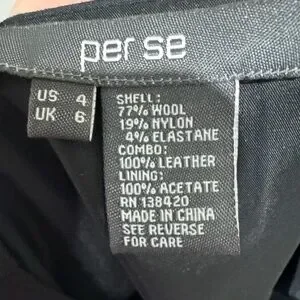 per se
US 4
UK 6
SHELL:
77% WOOL
19% NYLON
4% ELASTANE
COMBO:
100% LEATHER
LINING:
100% ACETATE
RN 138420
MADE IN CHINA
SEE REVERSE
FOR CARE